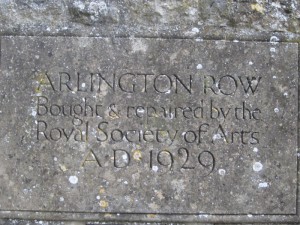 ARLINGTON ROW
Bought & repaired by the
Royal Society of Arts
A.D. 1929